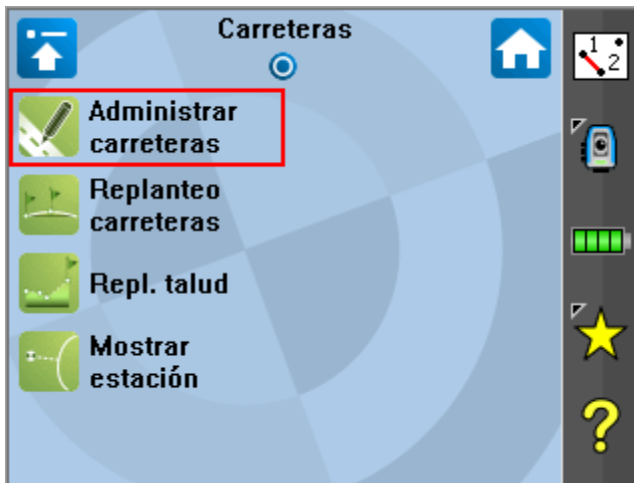 Carreteras
Administrar
carreteras
Replanteo
carreteras
Repl. talud
Mostrar
estación
1
2
?